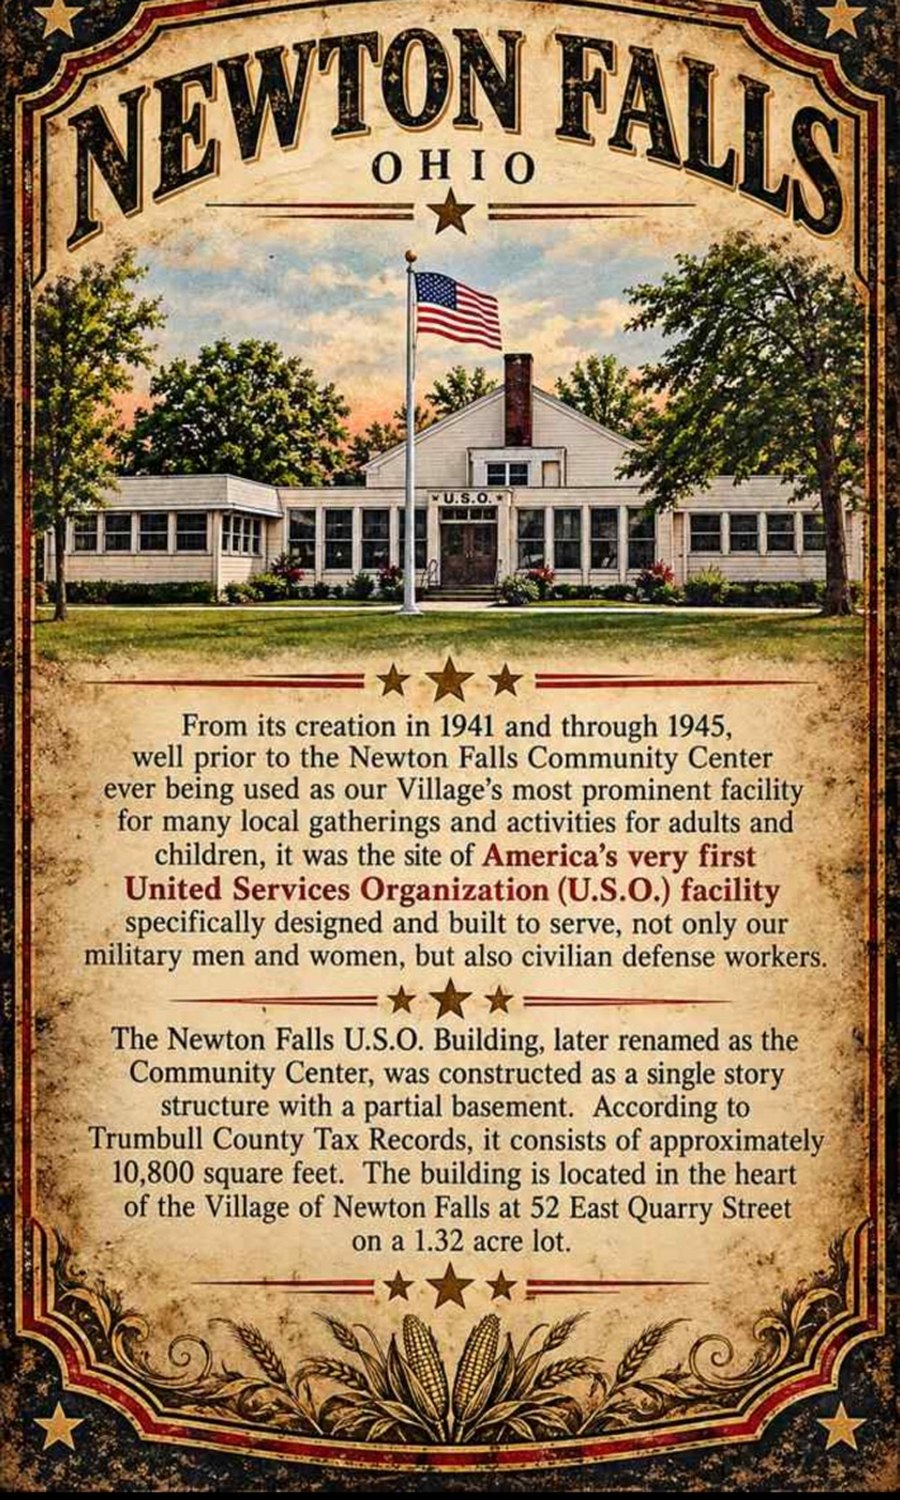 NEWTON FALLS
OHIO
U.S.O.
From its creation in 1941 and through 1945,
well prior to the Newton Falls Community Center
ever being used as our Village's most prominent facility
for many local gatherings and activities for adults and
children, it was the site of America's very first
United Services Organization (U.S.O.) facility
specifically designed and built to serve, not only our
military men and women, but also civilian defense workers.
The Newton Falls U.S.O. Building, later renamed as the
Community Center, was constructed as a single story
structure with a partial basement.  According to
Trumbull County Tax Records, it consists of approximately
10,800 square feet.  The building is located in the heart
of the Village of Newton Falls at 52 East Quarry Street
on a 1.32 acre lot.